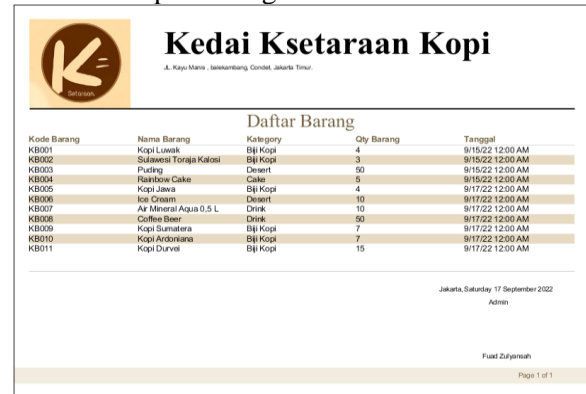 K=
Setaraan.
Kedai Ksetaraan Kopi
JL. Kayu Manis , balekambang, Condet, Jakarta Timur.
Daftar Barang
Kode Barang Nama Barang Kategory Qty Barang Tanggal
KB001 Kopi Luwak Biji Kopi 4 9/15/22 12:00 AM
KB002 Sulawesi Toraja Kalosi Biji Kopi 3 9/15/22 12:00 AM
KB003 Puding Desert 50 9/15/22 12:00 AM
KB004 Rainbow Cake Cake 5 9/15/22 12:00 AM
KB005 Kopi Jawa Biji Kopi 4 9/17/22 12:00 AM
KB006 Ice Cream Desert 10 9/17/22 12:00 AM
KB007 Air Mineral Aqua 0,5 L Drink 10 9/17/22 12:00 AM
KB008 Coffee Beer Drink 50 9/17/22 12:00 AM
KB009 Kopi Sumatera Biji Kopi 7 9/17/22 12:00 AM
KB010 Kopi Ardoniana Biji Kopi 7 9/17/22 12:00 AM
KB011 Kopi Durvei Biji Kopi 15 9/17/22 12:00 AM
Jakarta, Saturday 17 September 2022
Admin
Fuad Zulyansah
Page 1 of 1